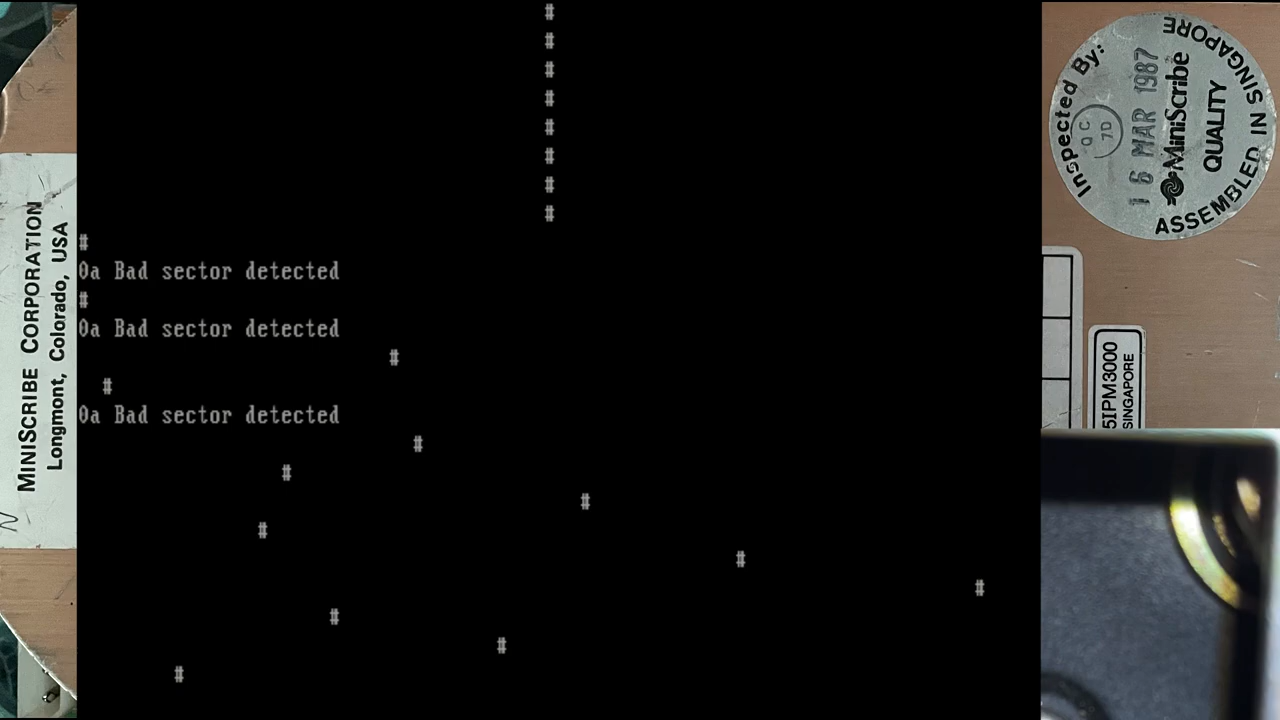 #
#
#
#
#
#
#
#
#
0a Bad sector detected
#
0a Bad sector detected
#
#
0a Bad sector detected
#
#
#
#
#
#
#
#
#
MINISCRIBE CORPORATION
Longmont, Colorado, USA
Inspected By:
QC
7D
16 MAR 1987
MiniScribe
QUALITY
ASSEMBLED IN SINGAPORE
5IPM3000
SINGAPORE